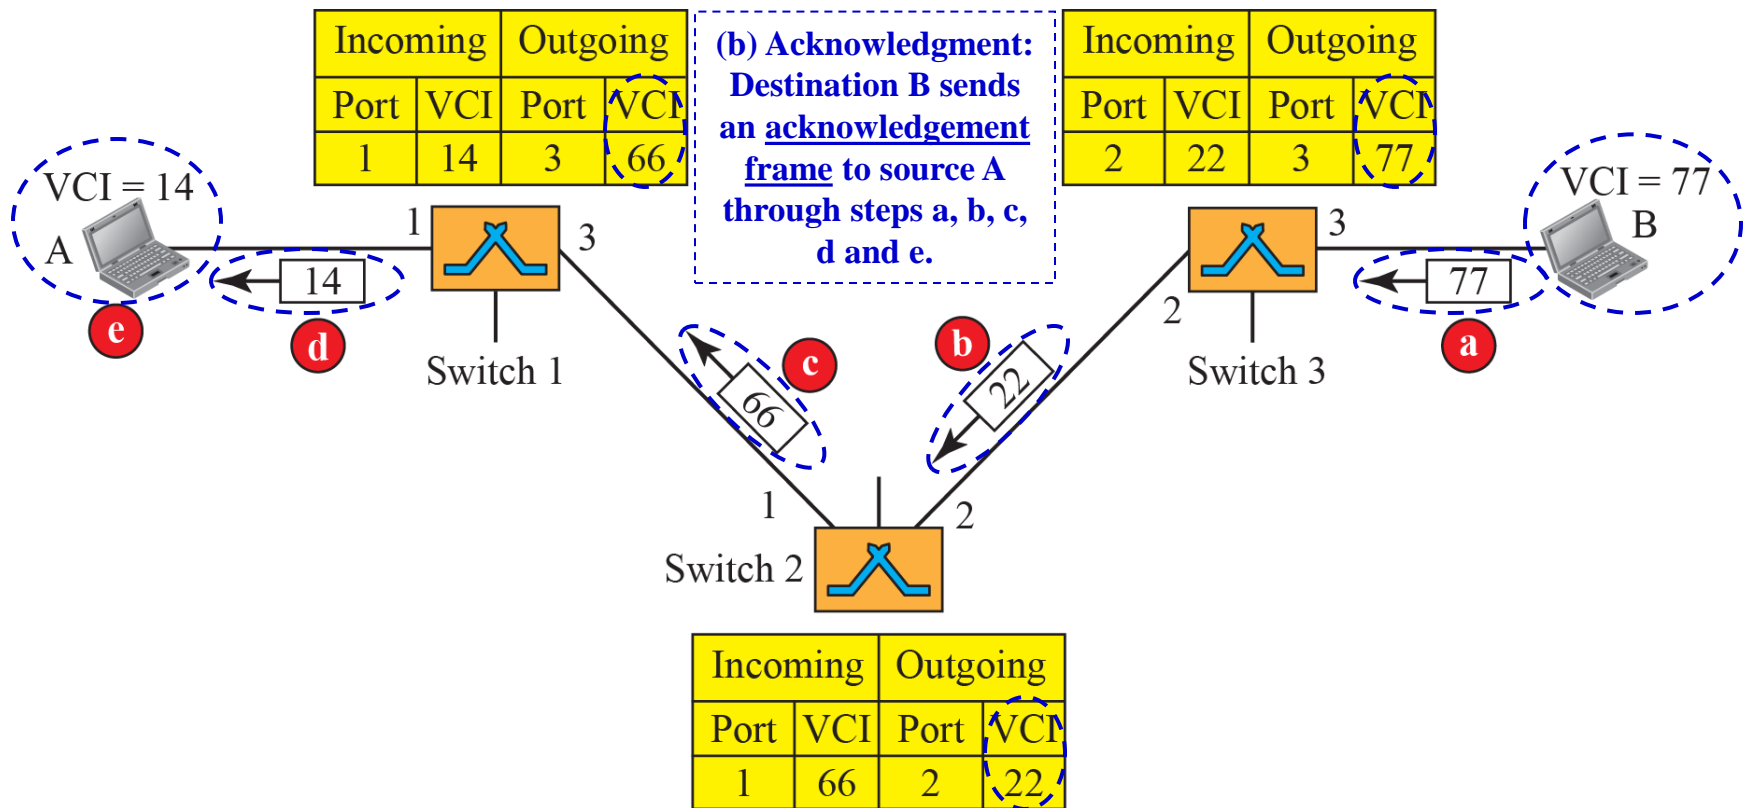 Incoming Outgoing
Port VCI Port VCI
1 14 3 66
(b) Acknowledgment:
Destination B sends
an acknowledgement
frame to source A
through steps a, b, c,
d and e.
Incoming Outgoing
Port VCI Port VCI
2 22 3 77
VCI = 14
A
1
3
14
e
d
Switch 1
c
66
VCI = 77
B
3
2
77
a
b
22
Switch 3
1
2
Switch 2
Incoming Outgoing
Port VCI Port VCI
1 66 2 22